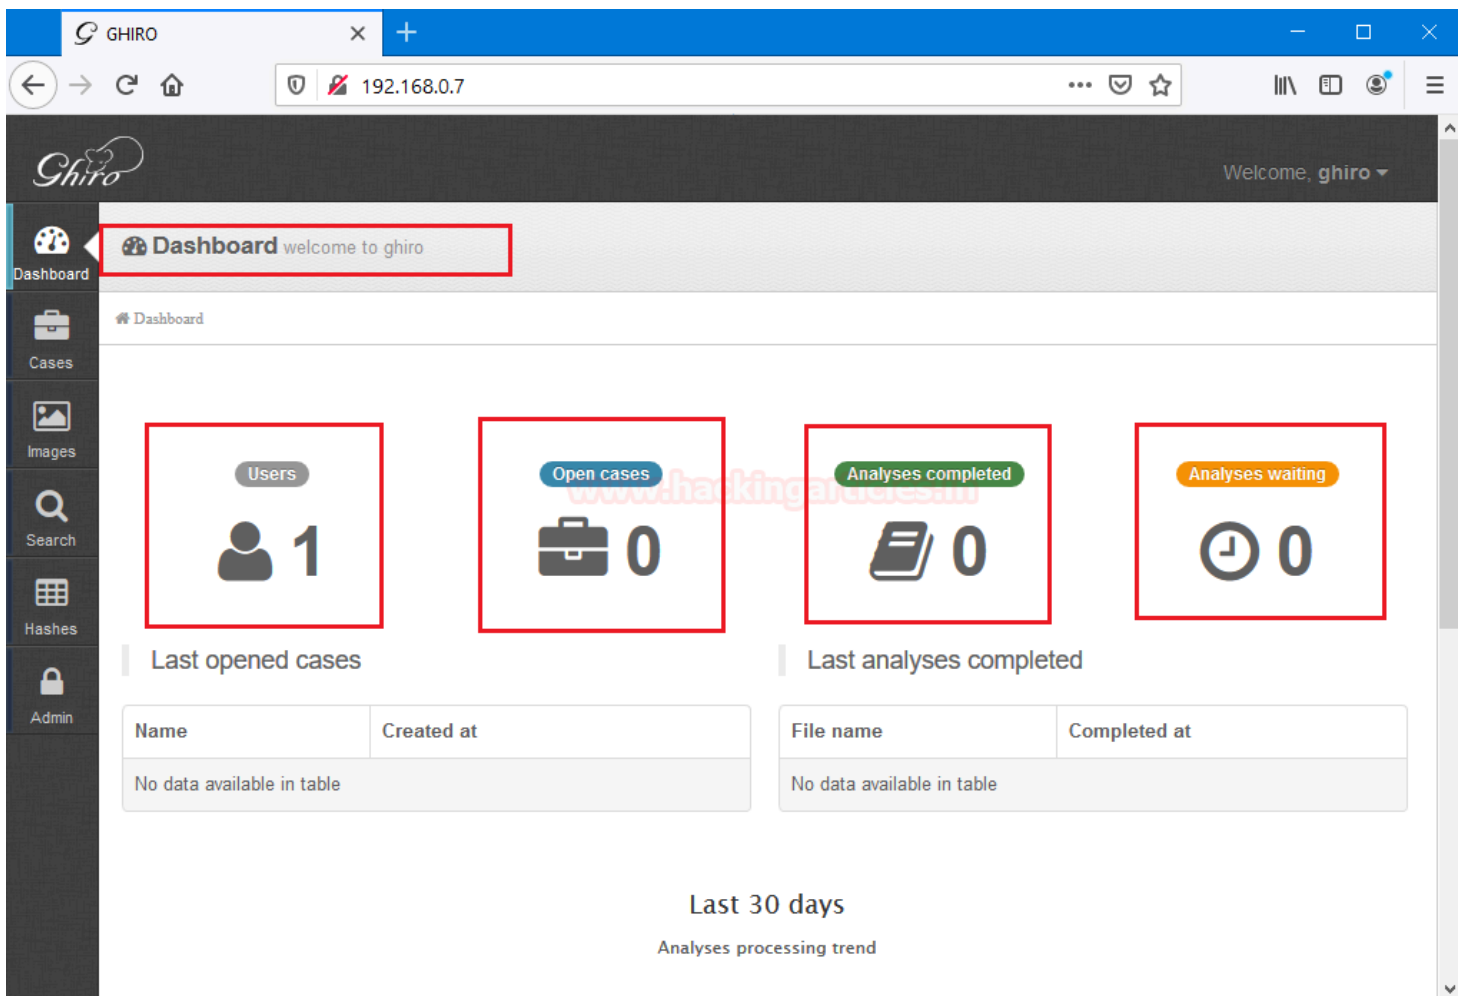 GHIRO
192.168.0.7
Ghiro
Welcome, ghiro
Dashboard
Dashboard welcome to ghiro
Dashboard
Cases
Images
Search
Hashes
Admin
Users
Open cases
Analyses completed
Analyses waiting
www.hackingarticles.in
1
0
0
0
Last opened cases
Last analyses completed
Name
Created at
File name
Completed at
No data available in table
No data available in table
Last 30 days
Analyses processing trend